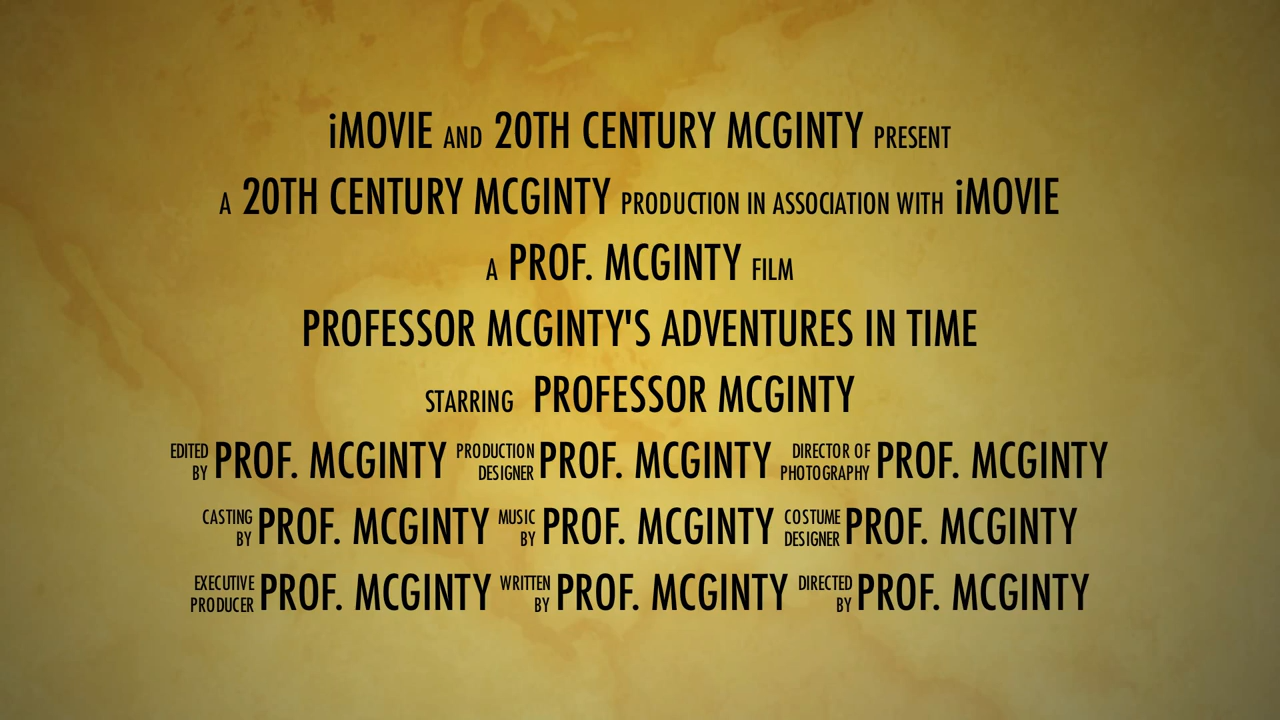 iMOVIE AND 20TH CENTURY MCGINTY PRESENT
A 20TH CENTURY MCGINTY PRODUCTION IN ASSOCIATION WITH iMOVIE
A PROF. MCGINTY FILM
PROFESSOR MCGINTY'S ADVENTURES IN TIME
STARRING PROFESSOR MCGINTY
EDITED BY PROF. MCGINTY PRODUCTION DESIGNER PROF. MCGINTY DIRECTOR OF PHOTOGRAPHY PROF. MCGINTY
CASTING BY PROF. MCGINTY MUSIC BY PROF. MCGINTY COSTUME DESIGNER PROF. MCGINTY
EXECUTIVE PRODUCER PROF. MCGINTY WRITTEN BY PROF. MCGINTY DIRECTED BY PROF. MCGINTY